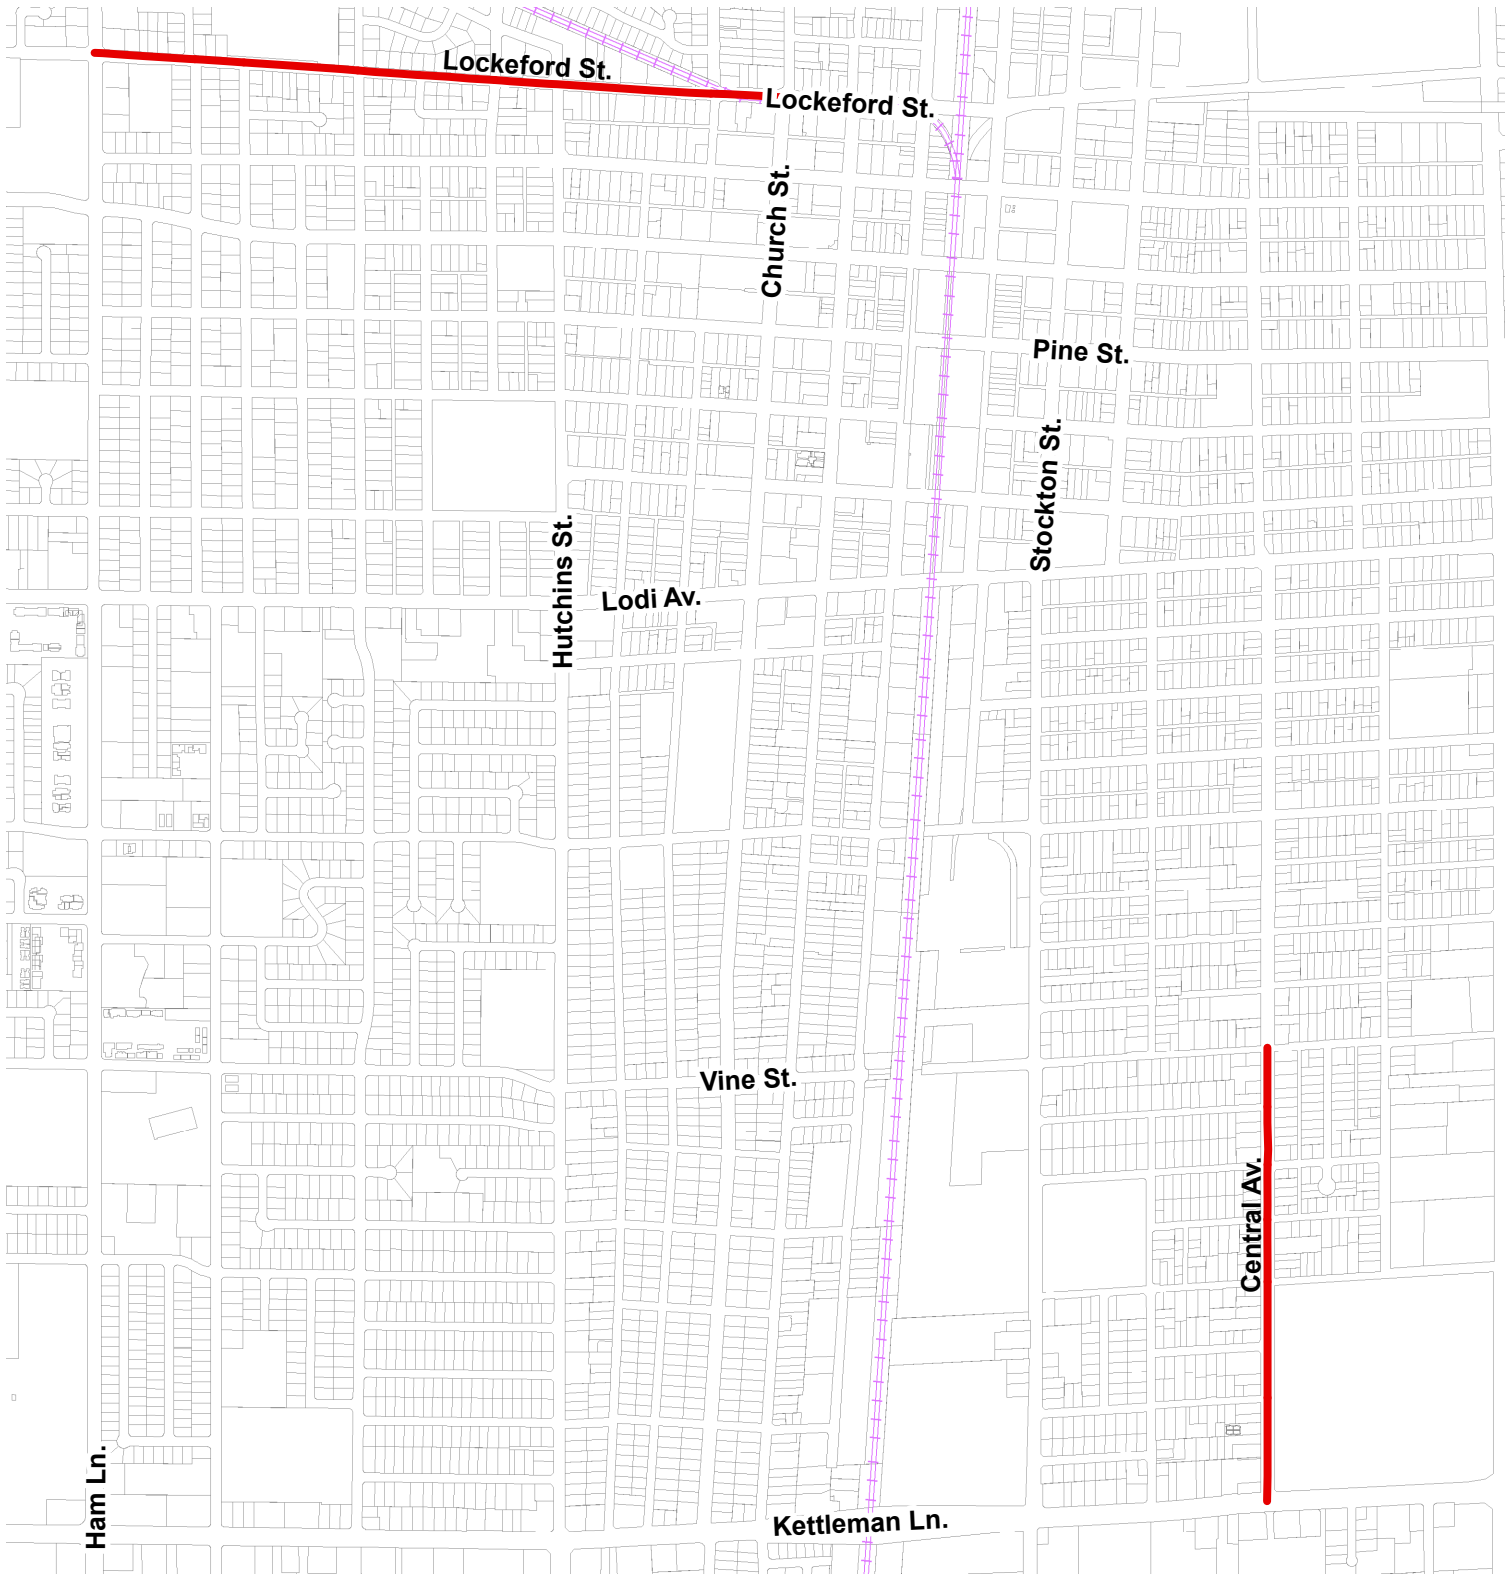 Lockeford St.
Lockeford St.
Church St.
Pine St.
Stockton St.
Hutchins St.
Lodi Av.
Vine St.
Central Av.
Ham Ln.
Kettleman Ln.